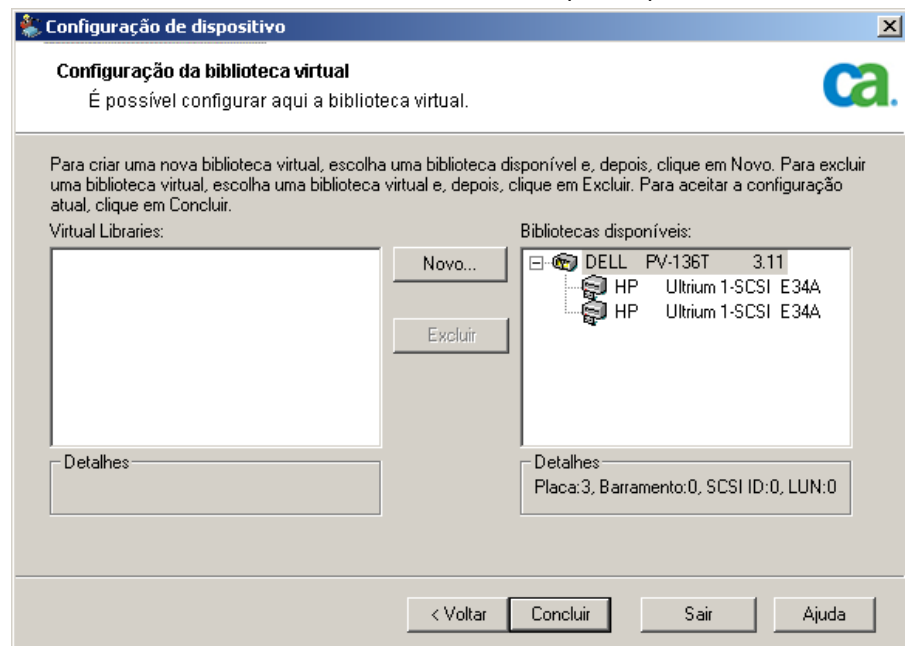 Configuração de dispositivo
Configuração da biblioteca virtual
É possível configurar aqui a biblioteca virtual.
ca.
Para criar uma nova biblioteca virtual, escolha uma biblioteca disponível e, depois, clique em Novo. Para excluir
uma biblioteca virtual, escolha uma biblioteca virtual e, depois, clique em Excluir. Para aceitar a configuração
atual, clique em Concluir.
Virtual Libraries:
Novo...
Excluir
Bibliotecas disponíveis:
DELL PV-136T 3.11
HP Ultrium 1-SCSI E34A
HP Ultrium 1-SCSI E34A
Detalhes
Detalhes
Placa:3, Barramento:0, SCSI ID:0, LUN:0
< Voltar
Concluir
Sair
Ajuda